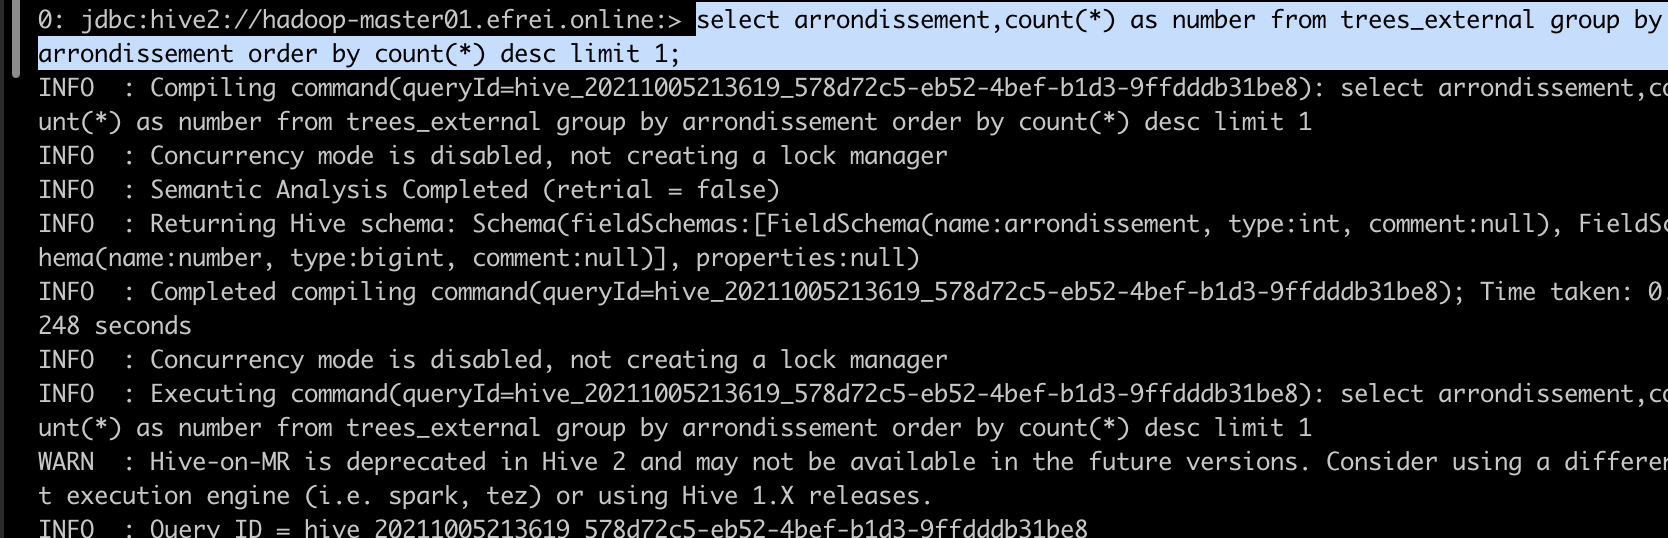 0: jdbc:hive2://hadoop-master01.efrei.online:> select arrondissement,count(*) as number from trees_external group by
arrondissement order by count(*) desc limit 1;
INFO  : Compiling command(queryId=hive_20211005213619_578d72c5-eb52-4bef-b1d3-9ffdddb31be8): select arrondissement,co
unt(*) as number from trees_external group by arrondissement order by count(*) desc limit 1
INFO  : Concurrency mode is disabled, not creating a lock manager
INFO  : Semantic Analysis Completed (retrial = false)
INFO  : Returning Hive schema: Schema(fieldSchemas:[FieldSchema(name:arrondissement, type:int, comment:null), FieldSc
hema(name:number, type:bigint, comment:null)], properties:null)
INFO  : Completed compiling command(queryId=hive_20211005213619_578d72c5-eb52-4bef-b1d3-9ffdddb31be8); Time taken: 0.
248 seconds
INFO  : Concurrency mode is disabled, not creating a lock manager
INFO  : Executing command(queryId=hive_20211005213619_578d72c5-eb52-4bef-b1d3-9ffdddb31be8): select arrondissement,co
unt(*) as number from trees_external group by arrondissement order by count(*) desc limit 1
WARN  : Hive-on-MR is deprecated in Hive 2 and may not be available in the future versions. Consider using a differen
t execution engine (i.e. spark, tez) or using Hive 1.X releases.
INFO  : Query ID = hive_20211005213619_578d72c5-eb52-4bef-b1d3-9ffdddb31be8